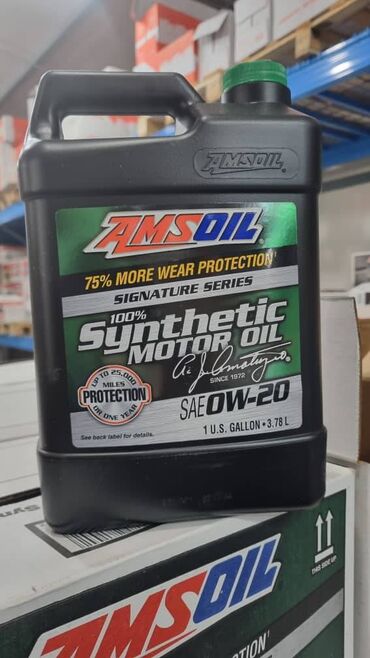 AMSOIL
AMSOIL®
75% MORE WEAR PROTECTION¹
SIGNATURE SERIES
100%
Synthetic
MOTOR OIL
SINCE 1972
UP TO 25,000
MILES
PROTECTION
OR ONE YEAR
SAE 0W-20
See back label for details.
1 U.S. GALLON • 3.78 L
AMSOIL
THIS SIDE UP